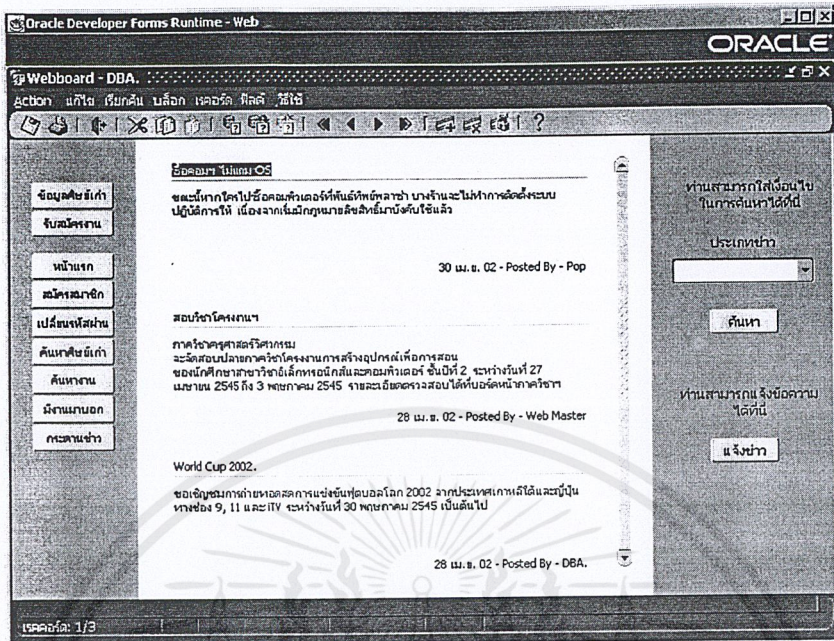 Oracle Developer Forms Runtime - Web
ORACLE
Webboard - DBA.
Action แก้ไข เรียกค้น บล็อก เรคอร์ด ฟิลด์ วิธีใช้
ข้อมูลศิษย์เก่า
รับสมัครงาน
หน้าแรก
สมัครสมาชิก
เปลี่ยนรหัสผ่าน
ค้นหาศิษย์เก่า
ค้นหางาน
มีงานมาบอก
กระดานข่าว
ซื้อคอมฯ ไม่แถม OS
ขณะนี้หากใครไปซื้อคอมพิวเตอร์ที่พันธ์ทิพย์พลาซ่า บางร้านจะไม่ทำการติดตั้งระบบ
ปฏิบัติการให้ เนื่องจากเริ่มมีกฎหมายลิขสิทธิ์มาบังคับใช้แล้ว
30 เม.ย. 02 - Posted By - Pop
สอบวิชาโครงงานฯ
ภาควิชาครุศาสตร์วิศวกรรม
จะจัดสอบปลายภาควิชาโครงงานการสร้างอุปกรณ์เพื่อการสอน
ของนักศึกษาสาขาวิชาอิเล็กทรอนิกส์และคอมพิวเตอร์ ชั้นปีที่ 2 ระหว่างวันที่ 27
เมษายน 2545 ถึง 3 พฤษภาคม 2545 รายละเอียดตรวจสอบได้ที่บอร์ดหน้าภาควิชาฯ
28 เม.ย. 02 - Posted By - Web Master
World Cup 2002.
ขอเชิญชมการถ่ายทอดสดการแข่งขันฟุตบอลโลก 2002 จากประเทศเกาหลีใต้และญี่ปุ่น
ทางช่อง 9, 11 และ iTV ระหว่างวันที่ 30 พฤษภาคม 2545 เป็นต้นไป
28 เม.ย. 02 - Posted By - DBA.
ท่านสามารถใส่เงื่อนไข
ในการค้นหาได้ที่นี่
ประเภทข่าว
ค้นหา
ท่านสามารถแจ้งข้อความ
ได้ที่นี่
แจ้งข่าว
เรคอร์ด: 1/3